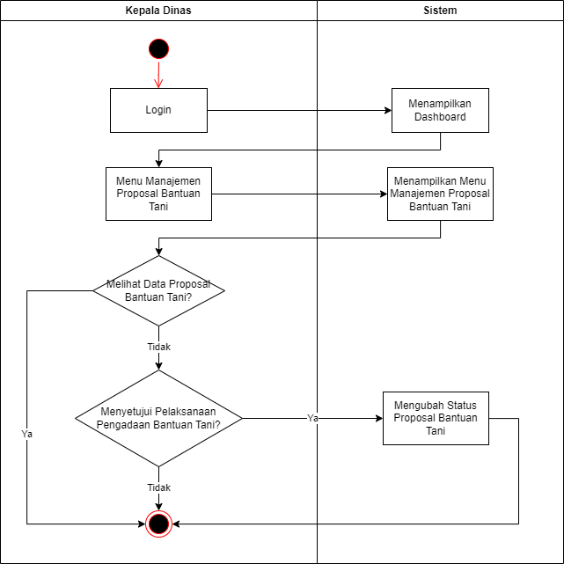 Kepala Dinas
Sistem
Login
Menampilkan
Dashboard
Menu Manajemen
Proposal Bantuan
Tani
Menampilkan Menu
Manajemen Proposal
Bantuan Tani
Melihat Data Proposal
Bantuan Tani?
Tidak
Menyetujui Pelaksanaan
Pengadaan Bantuan Tani?
Ya
Mengubah Status
Proposal Bantuan
Tani
Ya
Tidak